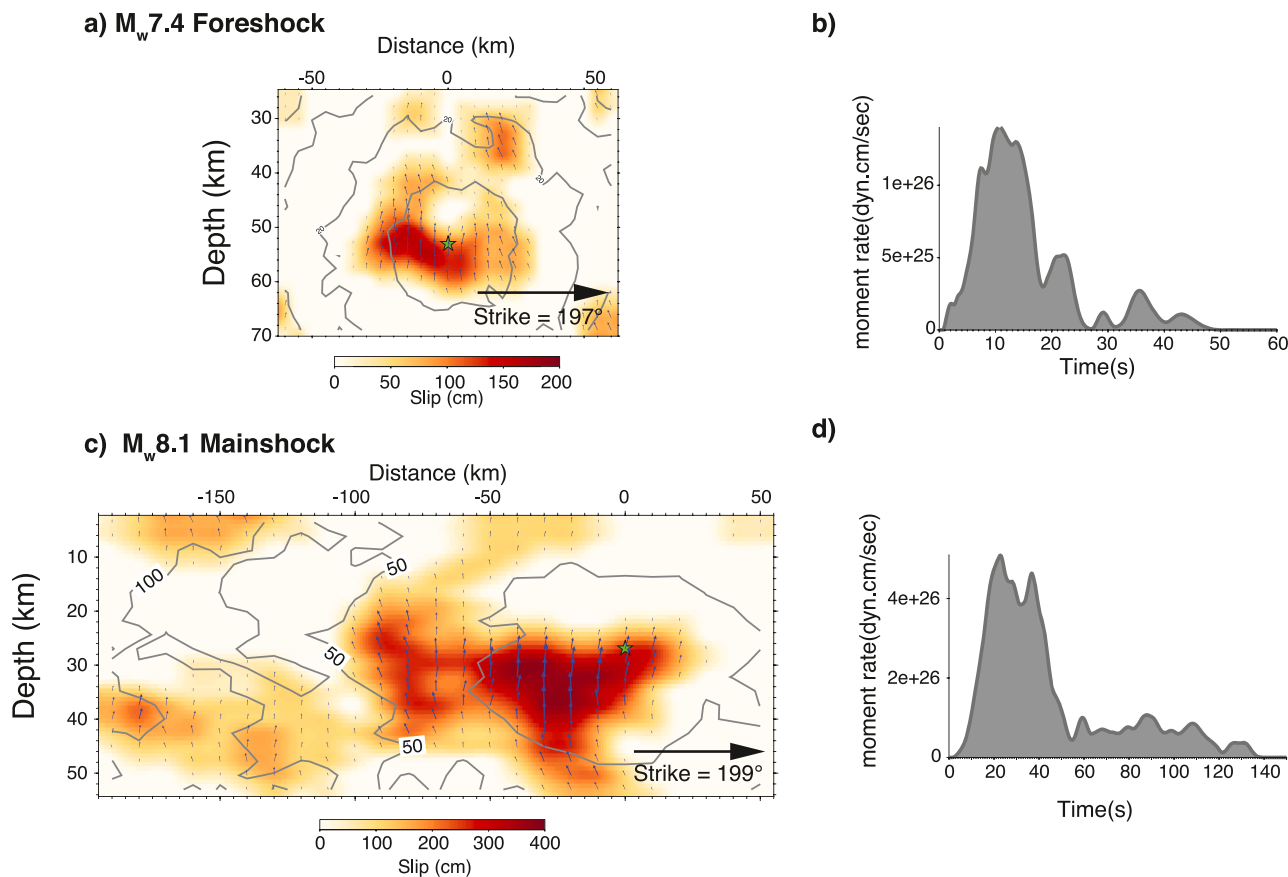 a) Mw7.4 Foreshock
Distance (km)
-50 0 50
Depth (km)
30
40
50
60
70
20
20
20
Strike = 197°
0 50 100 150 200
Slip (cm)
b)
moment rate(dyn.cm/sec)
1e+26
5e+25
0
0 10 20 30 40 50 60
Time(s)
c) Mw8.1 Mainshock
Distance (km)
-150 -100 -50 0 50
Depth (km)
10
20
30
40
50
100
50
50
50
Strike = 199°
0 100 200 300 400
Slip (cm)
d)
moment rate(dyn.cm/sec)
4e+26
2e+26
0
0 20 40 60 80 100 120 140
Time(s)